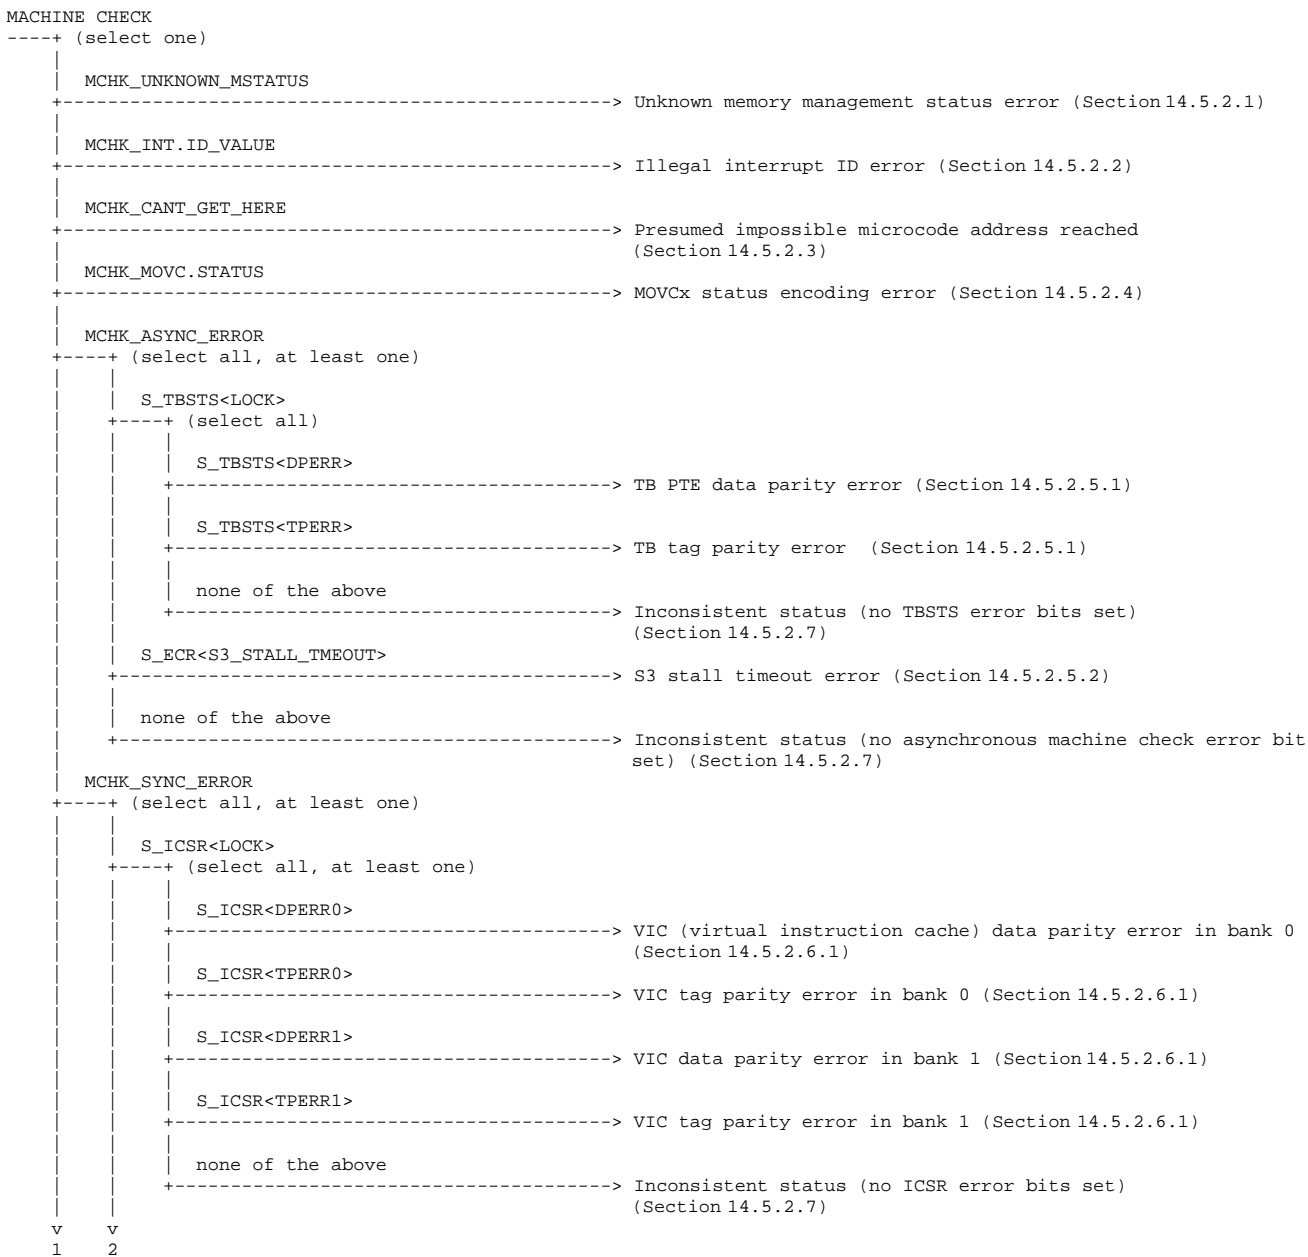 MACHINE CHECK
----+ (select one)
MCHK_UNKNOWN_MSTATUS
+-------------------------------------------------> Unknown memory management status error (Section 14.5.2.1)
MCHK_INT.ID_VALUE
+-------------------------------------------------> Illegal interrupt ID error (Section 14.5.2.2)
MCHK_CANT_GET_HERE
+-------------------------------------------------> Presumed impossible microcode address reached
(Section 14.5.2.3)
MCHK_MOVC.STATUS
+-------------------------------------------------> MOVCx status encoding error (Section 14.5.2.4)
MCHK_ASYNC_ERROR
+----+ (select all, at least one)
S_TBSTS<LOCK>
+----+ (select all)
S_TBSTS<DPERR>
+---------------------------------------> TB PTE data parity error (Section 14.5.2.5.1)
S_TBSTS<TPERR>
+---------------------------------------> TB tag parity error (Section 14.5.2.5.1)
none of the above
+---------------------------------------> Inconsistent status (no TBSTS error bits set)
(Section 14.5.2.7)
S_ECR<S3_STALL_TMEOUT>
+--------------------------------------------> S3 stall timeout error (Section 14.5.2.5.2)
none of the above
+--------------------------------------------> Inconsistent status (no asynchronous machine check error bit
set) (Section 14.5.2.7)
MCHK_SYNC_ERROR
+----+ (select all, at least one)
S_ICSR<LOCK>
+----+ (select all, at least one)
S_ICSR<DPERR0>
+---------------------------------------> VIC (virtual instruction cache) data parity error in bank 0
(Section 14.5.2.6.1)
S_ICSR<TPERR0>
+---------------------------------------> VIC tag parity error in bank 0 (Section 14.5.2.6.1)
S_ICSR<DPERR1>
+---------------------------------------> VIC data parity error in bank 1 (Section 14.5.2.6.1)
S_ICSR<TPERR1>
+---------------------------------------> VIC tag parity error in bank 1 (Section 14.5.2.6.1)
none of the above
+---------------------------------------> Inconsistent status (no ICSR error bits set)
(Section 14.5.2.7)
v v
1 2